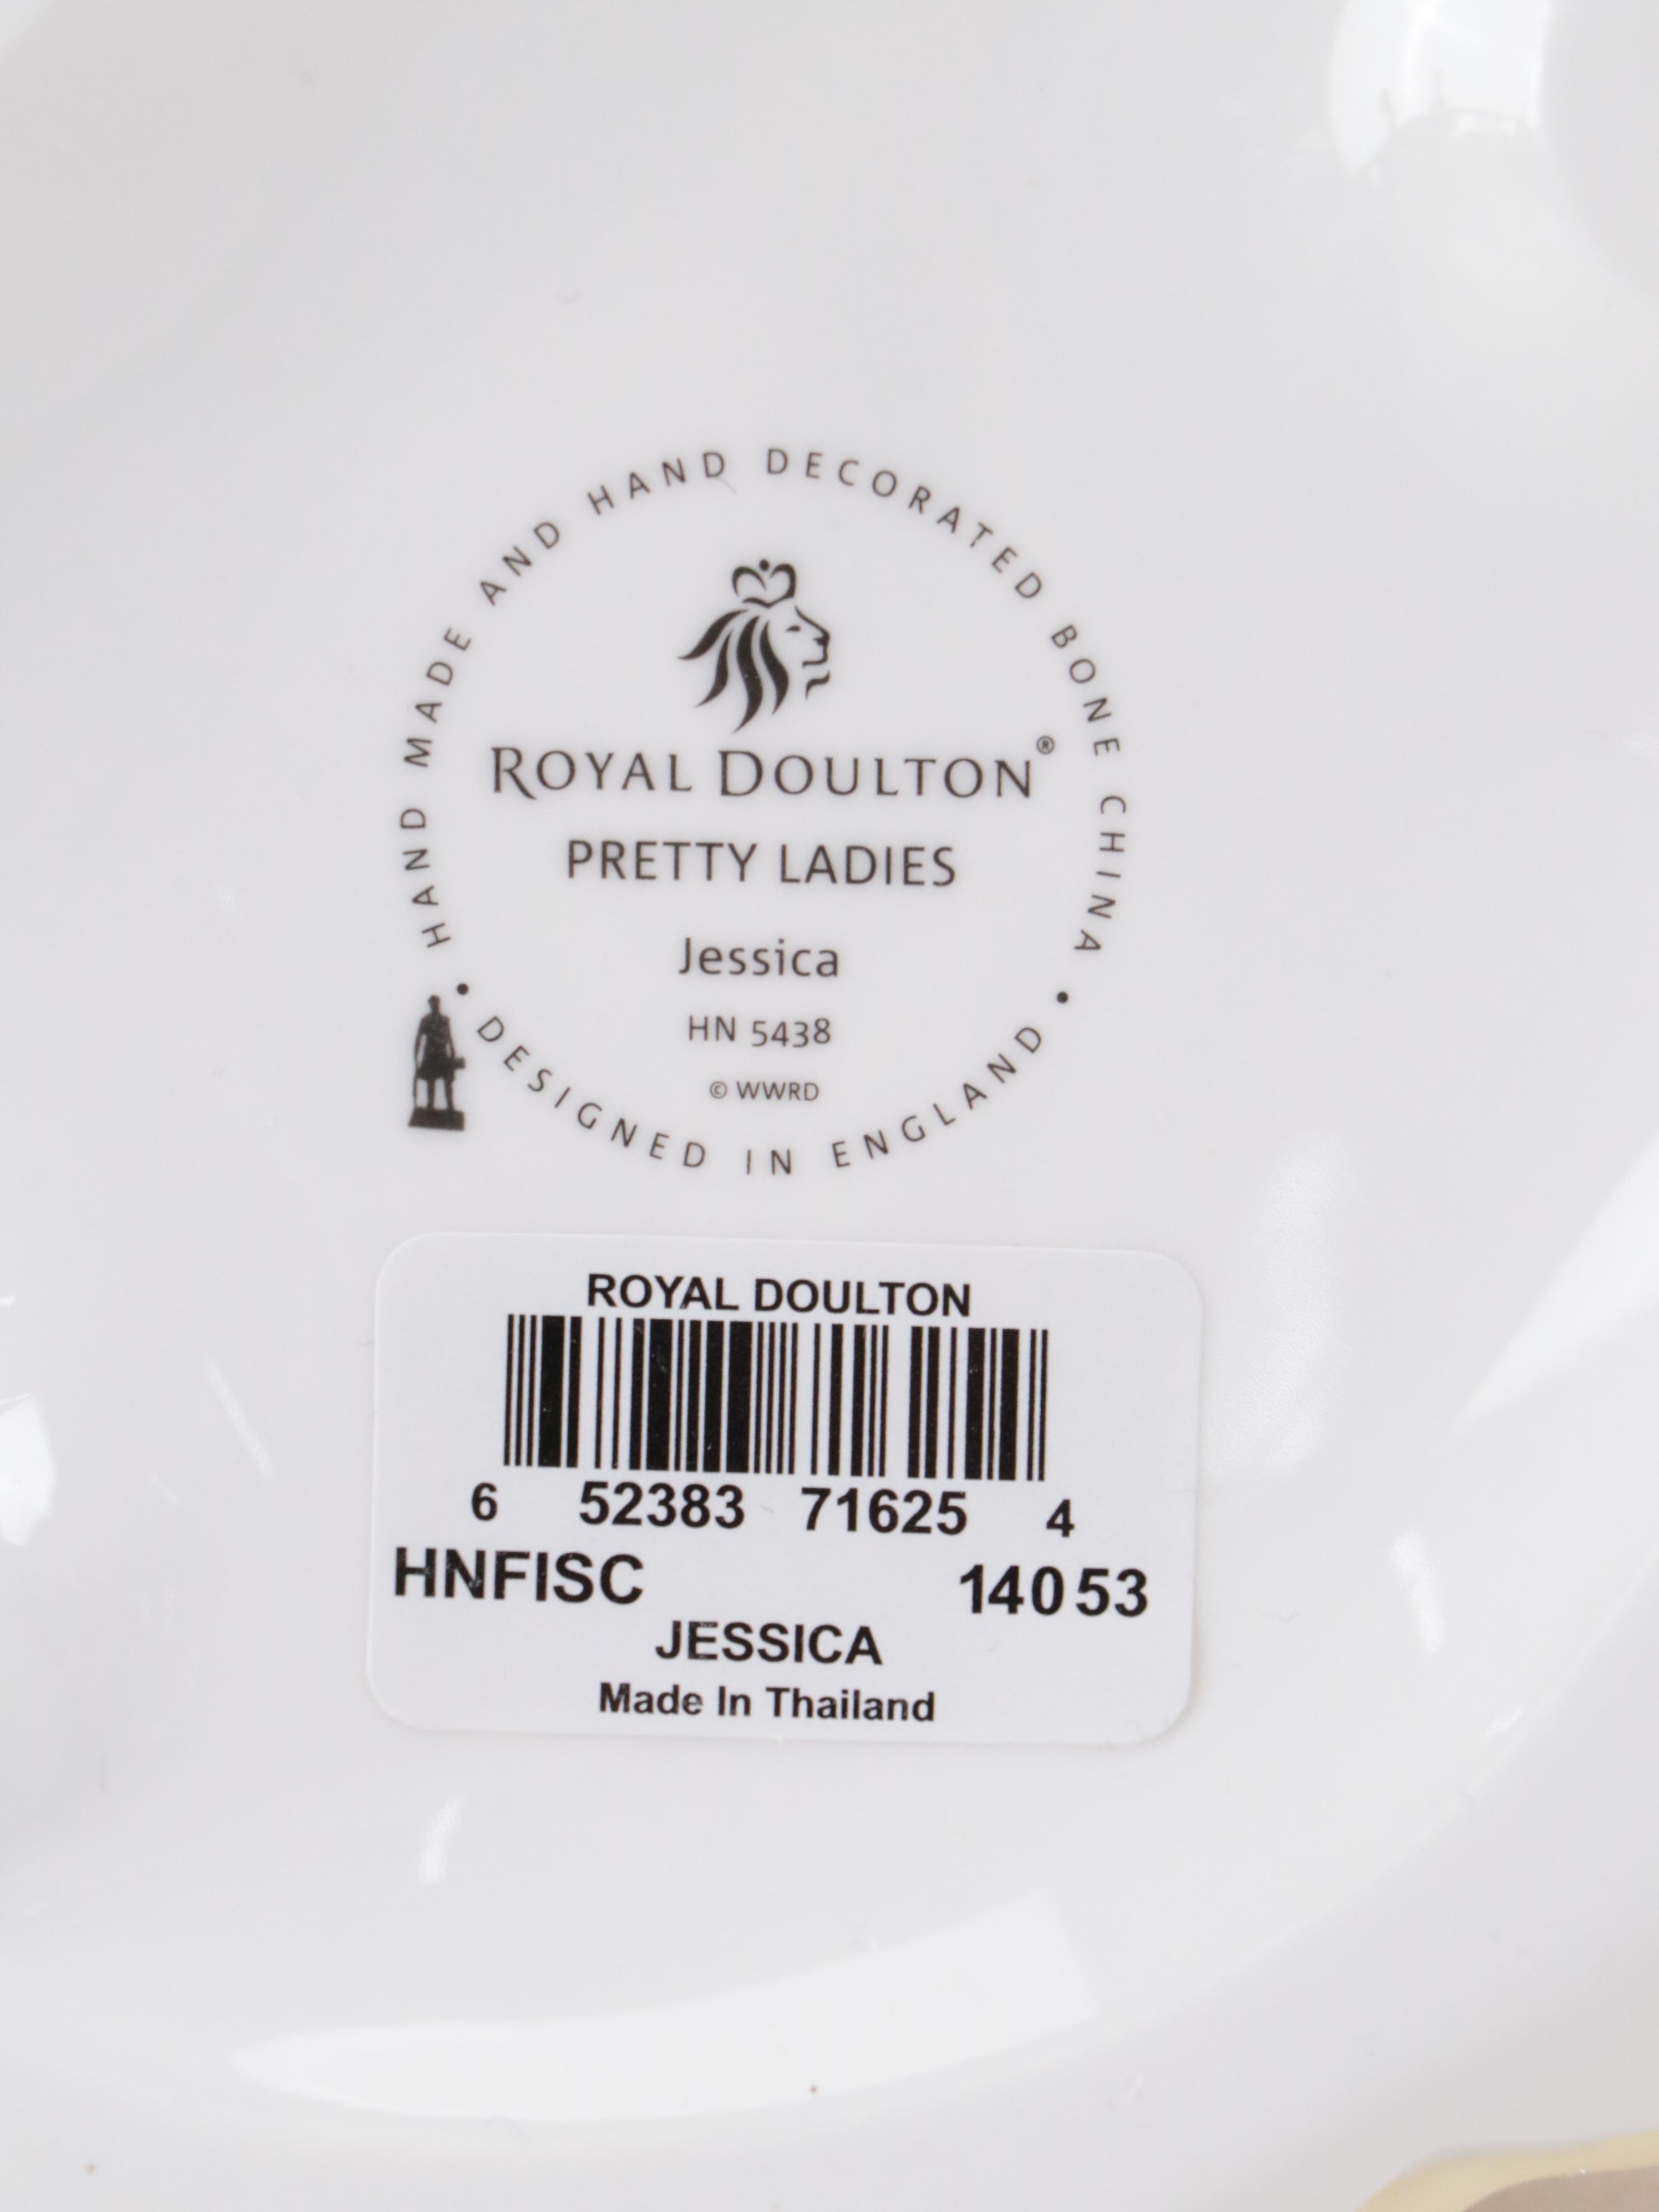 HAND MADE AND HAND DECORATED BONE CHINA
ROYAL DOULTON®
PRETTY LADIES
Jessica
HN 5438
© WWRD
• DESIGNED IN ENGLAND •
ROYAL DOULTON
6 52383 71625 4
HNFISC 14053
JESSICA
Made In Thailand